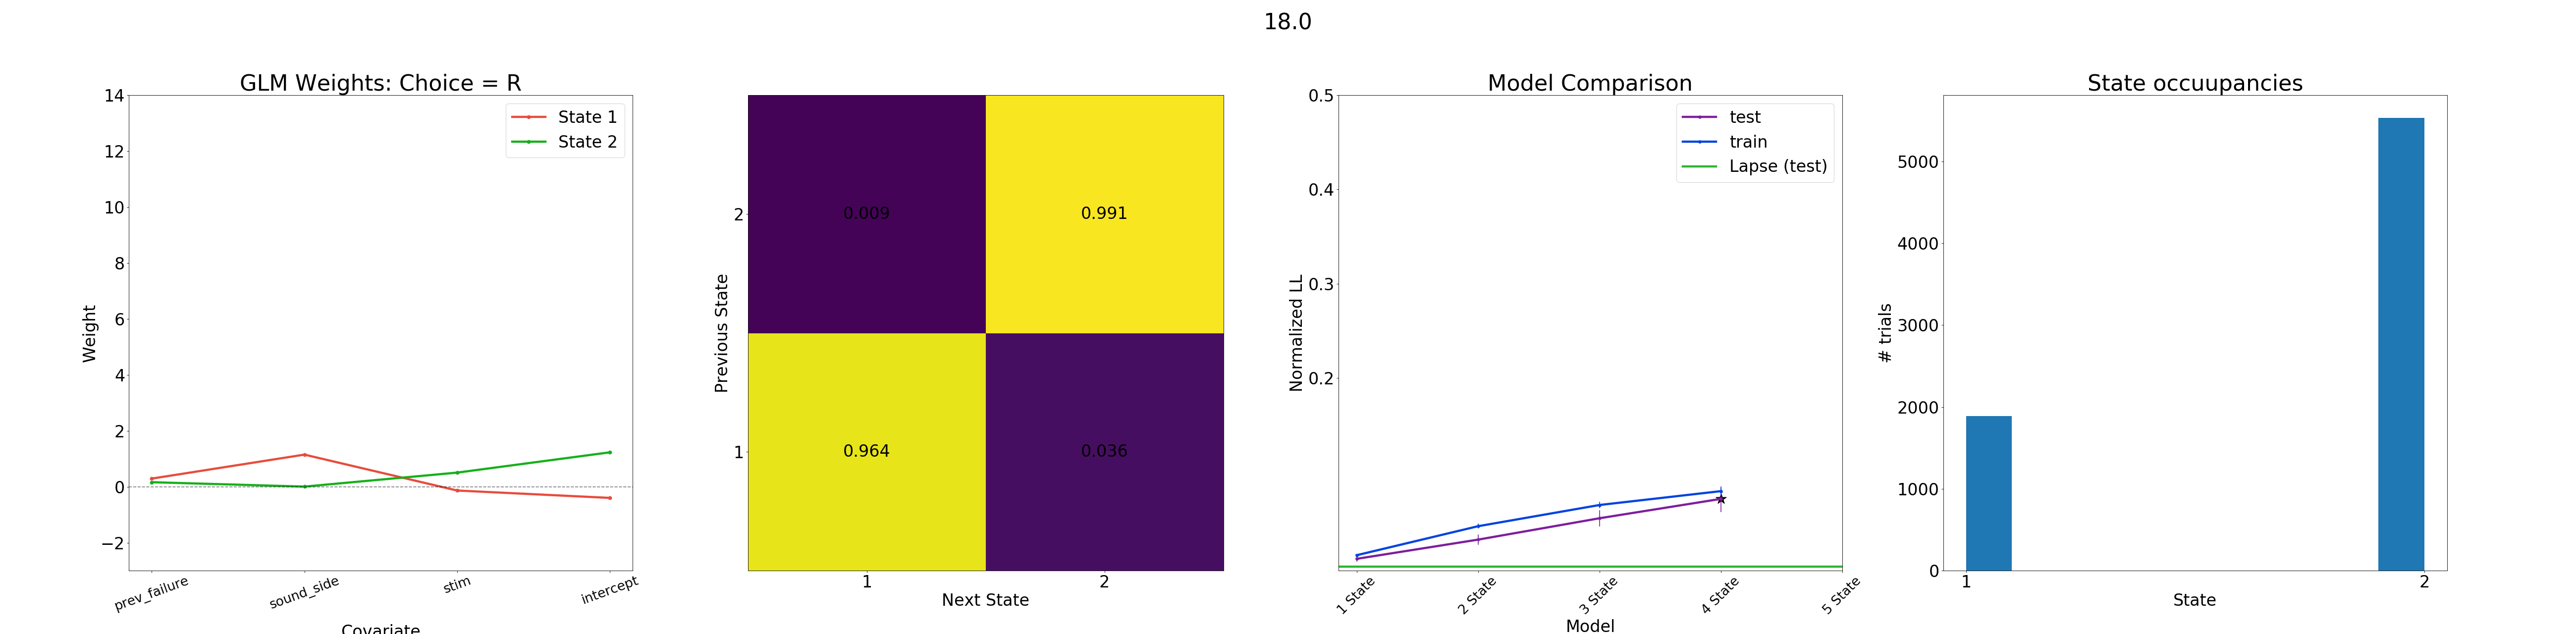 18.0
GLM Weights: Choice = R
14
12
10
8
6
4
2
0
−2
Weight
State 1
State 2
prev_failure
sound_side
stim
intercept
Covariate
Previous State
2
1
0.009
0.991
0.964
0.036
1
2
Next State
Model Comparison
0.5
0.4
0.3
0.2
Normalized LL
test
train
Lapse (test)
1 State
2 State
3 State
4 State
5 State
Model
State occuupancies
5000
4000
3000
2000
1000
0
# trials
1
2
State